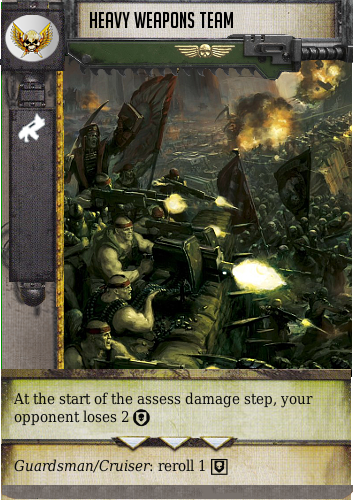 HEAVY WEAPONS TEAM
At the start of the assess damage step, your
opponent loses 2
Guardsman/Cruiser: reroll 1